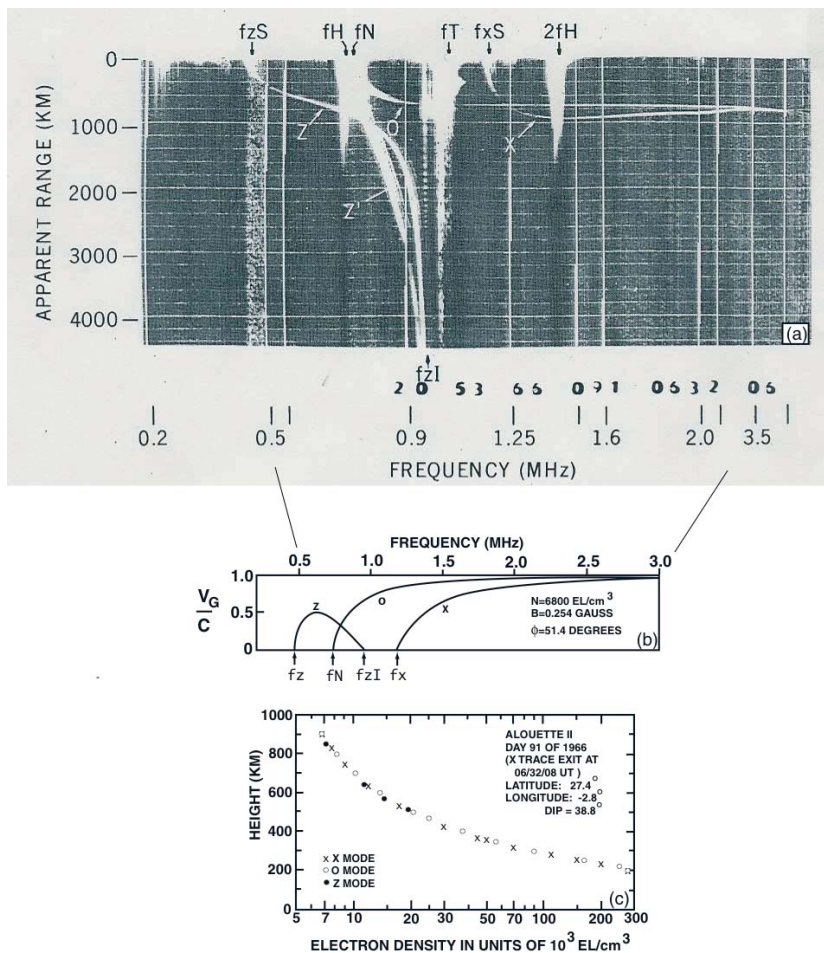 fzS fH fN fT fxS 2fH
0
1000
2000
3000
4000
APPARENT RANGE (KM)
Z O X
Z'
(a)
fzI
20 53 66 091 0632 06
0.2 0.5 0.9 1.25 1.6 2.0 3.5
FREQUENCY (MHz)
FREQUENCY (MHz)
0.5 1.0 1.5 2.0 2.5 3.0
V_G
C
1.0
0.5
0
z o x
N=6800 EL/cm³
B=0.254 GAUSS
ϕ=51.4 DEGREES
(b)
fz fN fzI fx
HEIGHT (KM)
1000
800
600
400
200
0
ALOUETTE II
DAY 91 OF 1966
(X TRACE EXIT AT
06/32/08 UT )
LATITUDE: 27.4°
LONGITUDE: -2.8°
DIP = 38.8°
x X MODE
○ O MODE
● Z MODE
(c)
5 7 10 20 30 50 70 100 200 300
ELECTRON DENSITY IN UNITS OF 10³ EL/cm³